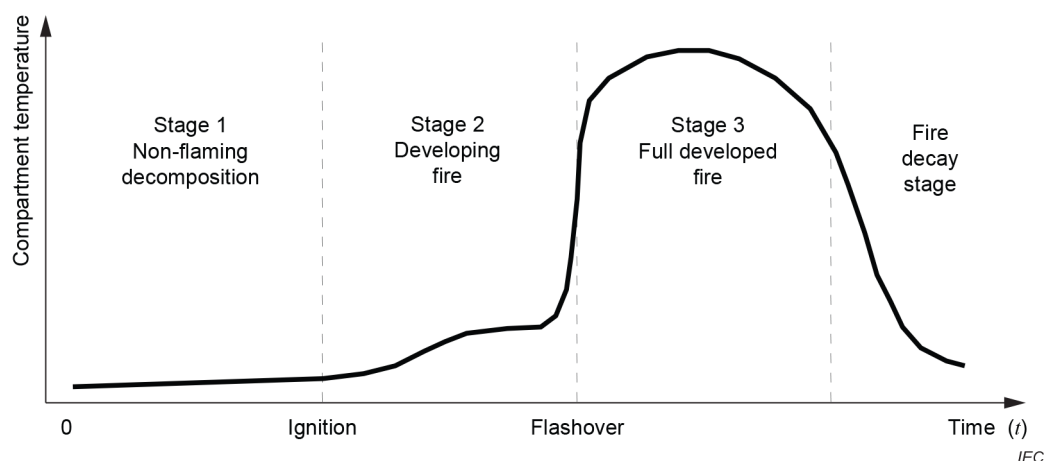 Compartment temperature
Stage 1
Non-flaming
decomposition
Stage 2
Developing
fire
Stage 3
Full developed
fire
Fire
decay
stage
0
Ignition
Flashover
Time (t)
IEC